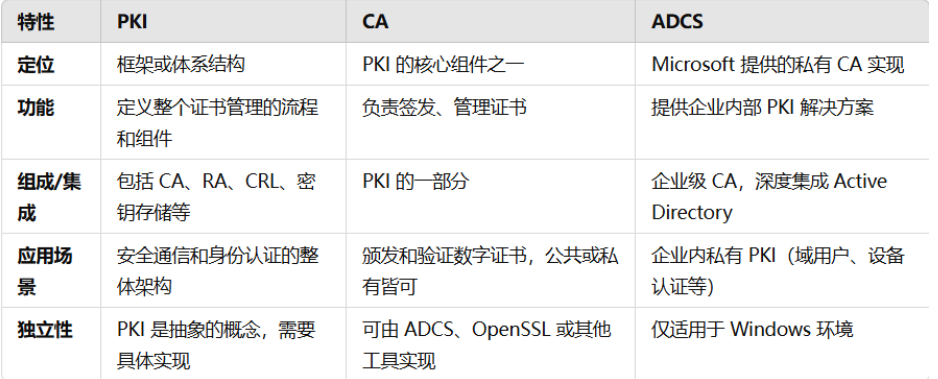 特性 PKI CA ADCS
定位 框架或体系结构 PKI 的核心组件之一 Microsoft 提供的私有 CA 实现
功能 定义整个证书管理的流程 负责签发、管理证书 提供企业内部 PKI 解决方案
和组件
组成/集 包括 CA、RA、CRL、密 PKI 的一部分 企业级 CA，深度集成 Active
成 钥存储等 Directory
应用场 安全通信和身份认证的整 颁发和验证数字证书，公共或私 企业内私有 PKI（域用户、设备
景 体架构 有皆可 认证等）
独立性 PKI 是抽象的概念，需要 可由 ADCS、OpenSSL 或其他 仅适用于 Windows 环境
具体实现 工具实现